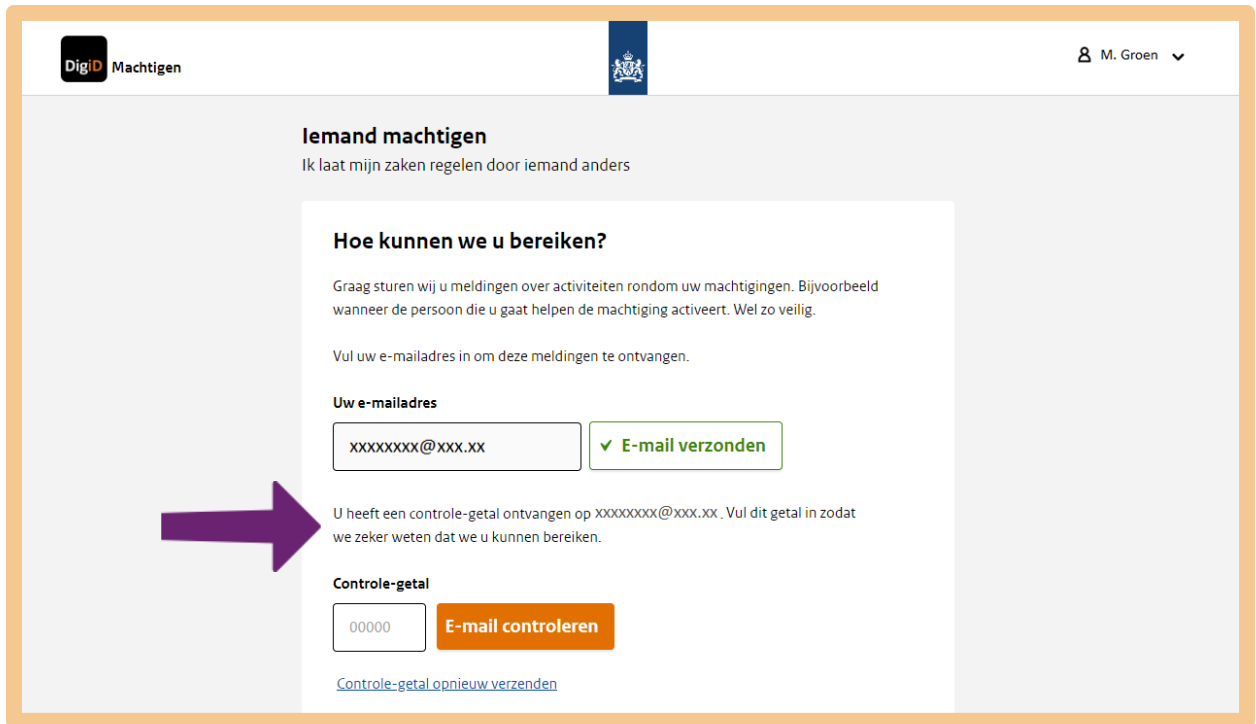 DigiD Machtigen
M. Groen
Iemand machtigen
Ik laat mijn zaken regelen door iemand anders
Hoe kunnen we u bereiken?
Graag sturen wij u meldingen over activiteiten rondom uw machtigingen. Bijvoorbeeld
wanneer de persoon die u gaat helpen de machtiging activeert. Wel zo veilig.
Vul uw e-mailadres in om deze meldingen te ontvangen.
Uw e-mailadres
xxxxxxxx@xxx.xx
E-mail verzonden
U heeft een controle-getal ontvangen op xxxxxxxx@xxx.xx . Vul dit getal in zodat
we zeker weten dat we u kunnen bereiken.
Controle-getal
00000
E-mail controleren
Controle-getal opnieuw verzenden